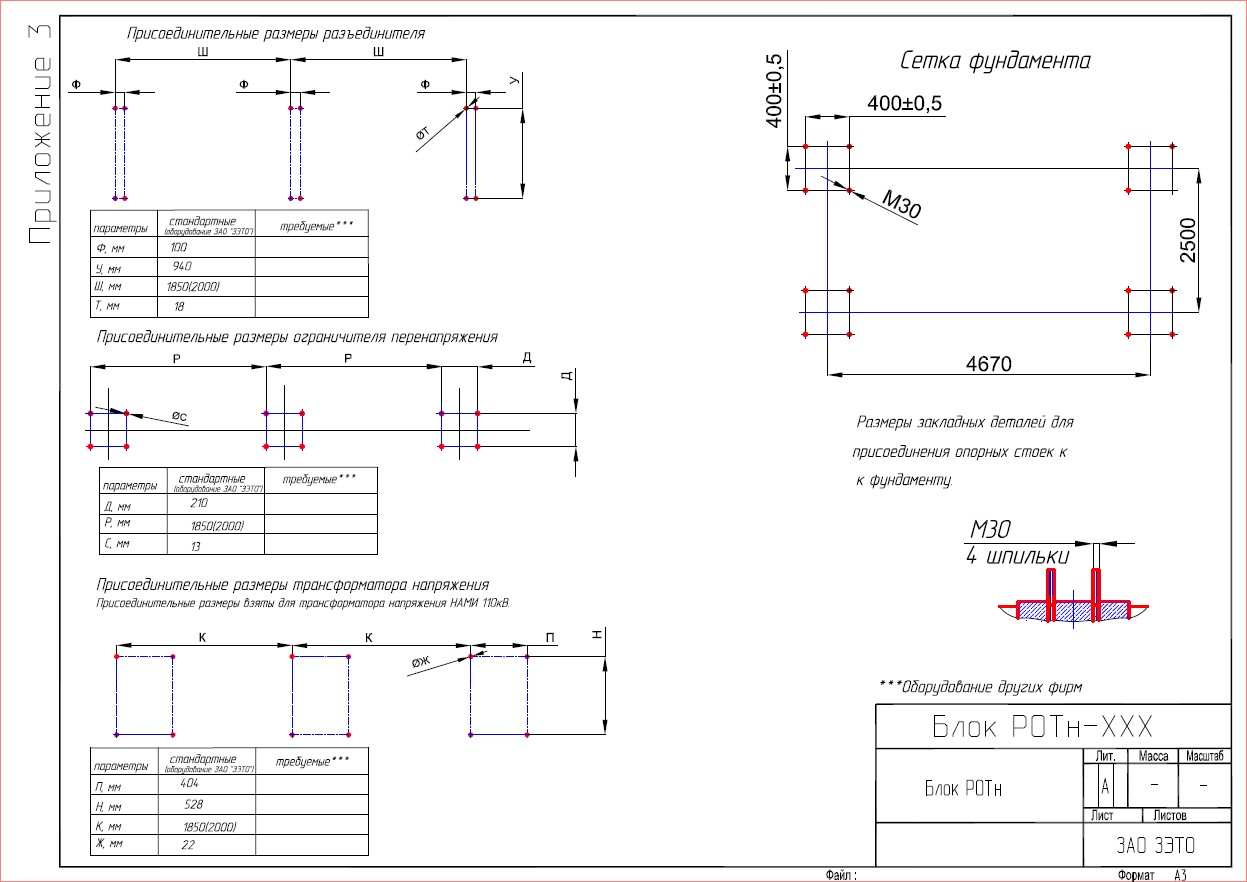 Приложение 3
Присоединительные размеры разъединителя
Ш Ш
Ф Ф Ф У
ØТ
параметры стандартные (оборудование ЗАО "ЗЭТО") требуемые***
Ф, мм 100
У, мм 940
Ш, мм 1850(2000)
Т, мм 18
Присоединительные размеры ограничителя перенапряжения
Р Р Д
Д
ØС
параметры стандартные (оборудование ЗАО "ЗЭТО") требуемые***
Д, мм 210
Р, мм 1850(2000)
С, мм 13
Присоединительные размеры трансформатора напряжения
Присоединительные размеры взяты для трансформатора напряжения НАМИ 110кВ.
К К П Н
ØЖ
параметры стандартные (оборудование ЗАО "ЗЭТО") требуемые***
П, мм 404
Н, мм 528
К, мм 1850(2000)
Ж, мм 22
Сетка фундамента
400±0,5
400±0,5
М30
2500
4670
Размеры закладных деталей для
присоединения опорных стоек к
к фундаменту.
М30
4 шпильки
***Оборудование других фирм
Блок РОТн-ХХХ
Блок РОТн
Лит. Масса Масштаб
А - -
Лист Листов
ЗАО ЗЭТО
Файл : Формат А3